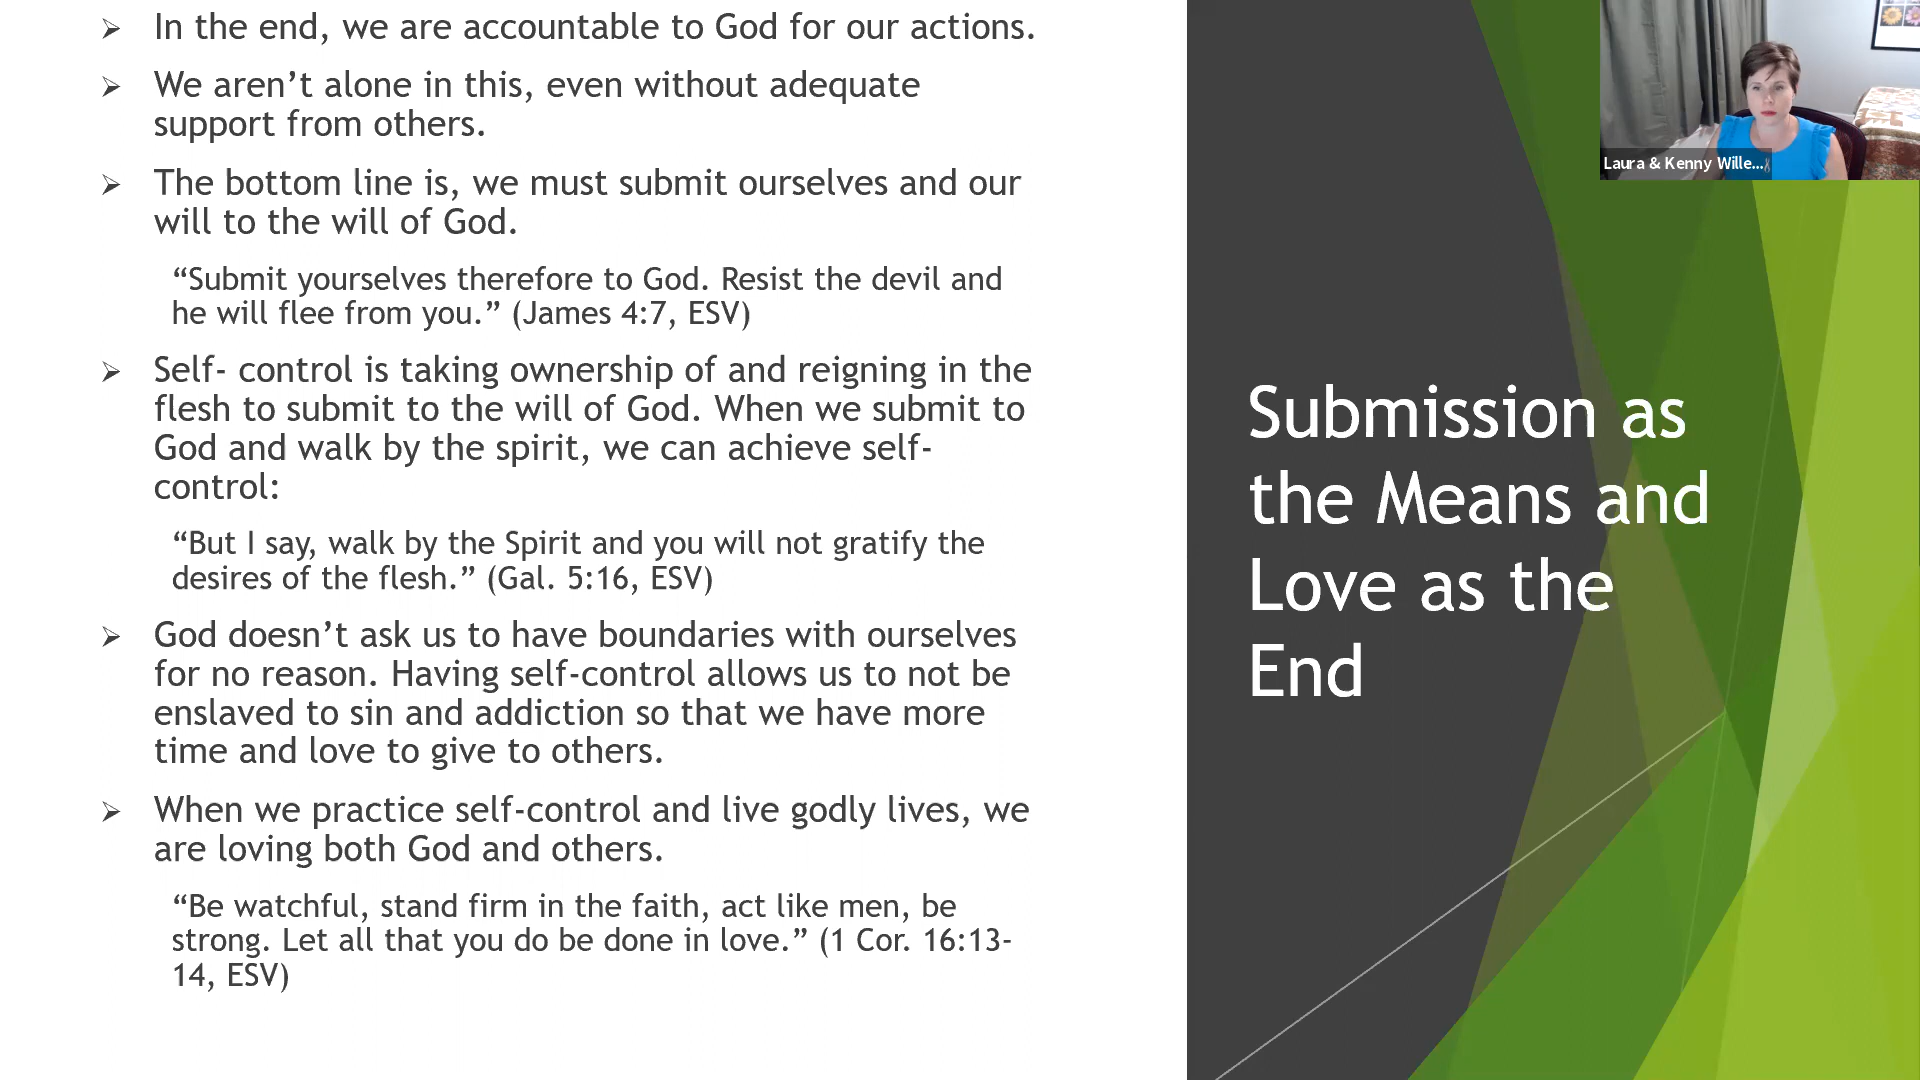 ➢ In the end, we are accountable to God for our actions.
➢ We aren’t alone in this, even without adequate
support from others.
➢ The bottom line is, we must submit ourselves and our
will to the will of God.
“Submit yourselves therefore to God. Resist the devil and
he will flee from you.” (James 4:7, ESV)
➢ Self- control is taking ownership of and reigning in the
flesh to submit to the will of God. When we submit to
God and walk by the spirit, we can achieve self-
control:
“But I say, walk by the Spirit and you will not gratify the
desires of the flesh.” (Gal. 5:16, ESV)
➢ God doesn’t ask us to have boundaries with ourselves
for no reason. Having self-control allows us to not be
enslaved to sin and addiction so that we have more
time and love to give to others.
➢ When we practice self-control and live godly lives, we
are loving both God and others.
“Be watchful, stand firm in the faith, act like men, be
strong. Let all that you do be done in love.” (1 Cor. 16:13-
14, ESV)
Submission as
the Means and
Love as the
End
Laura & Kenny Wille...